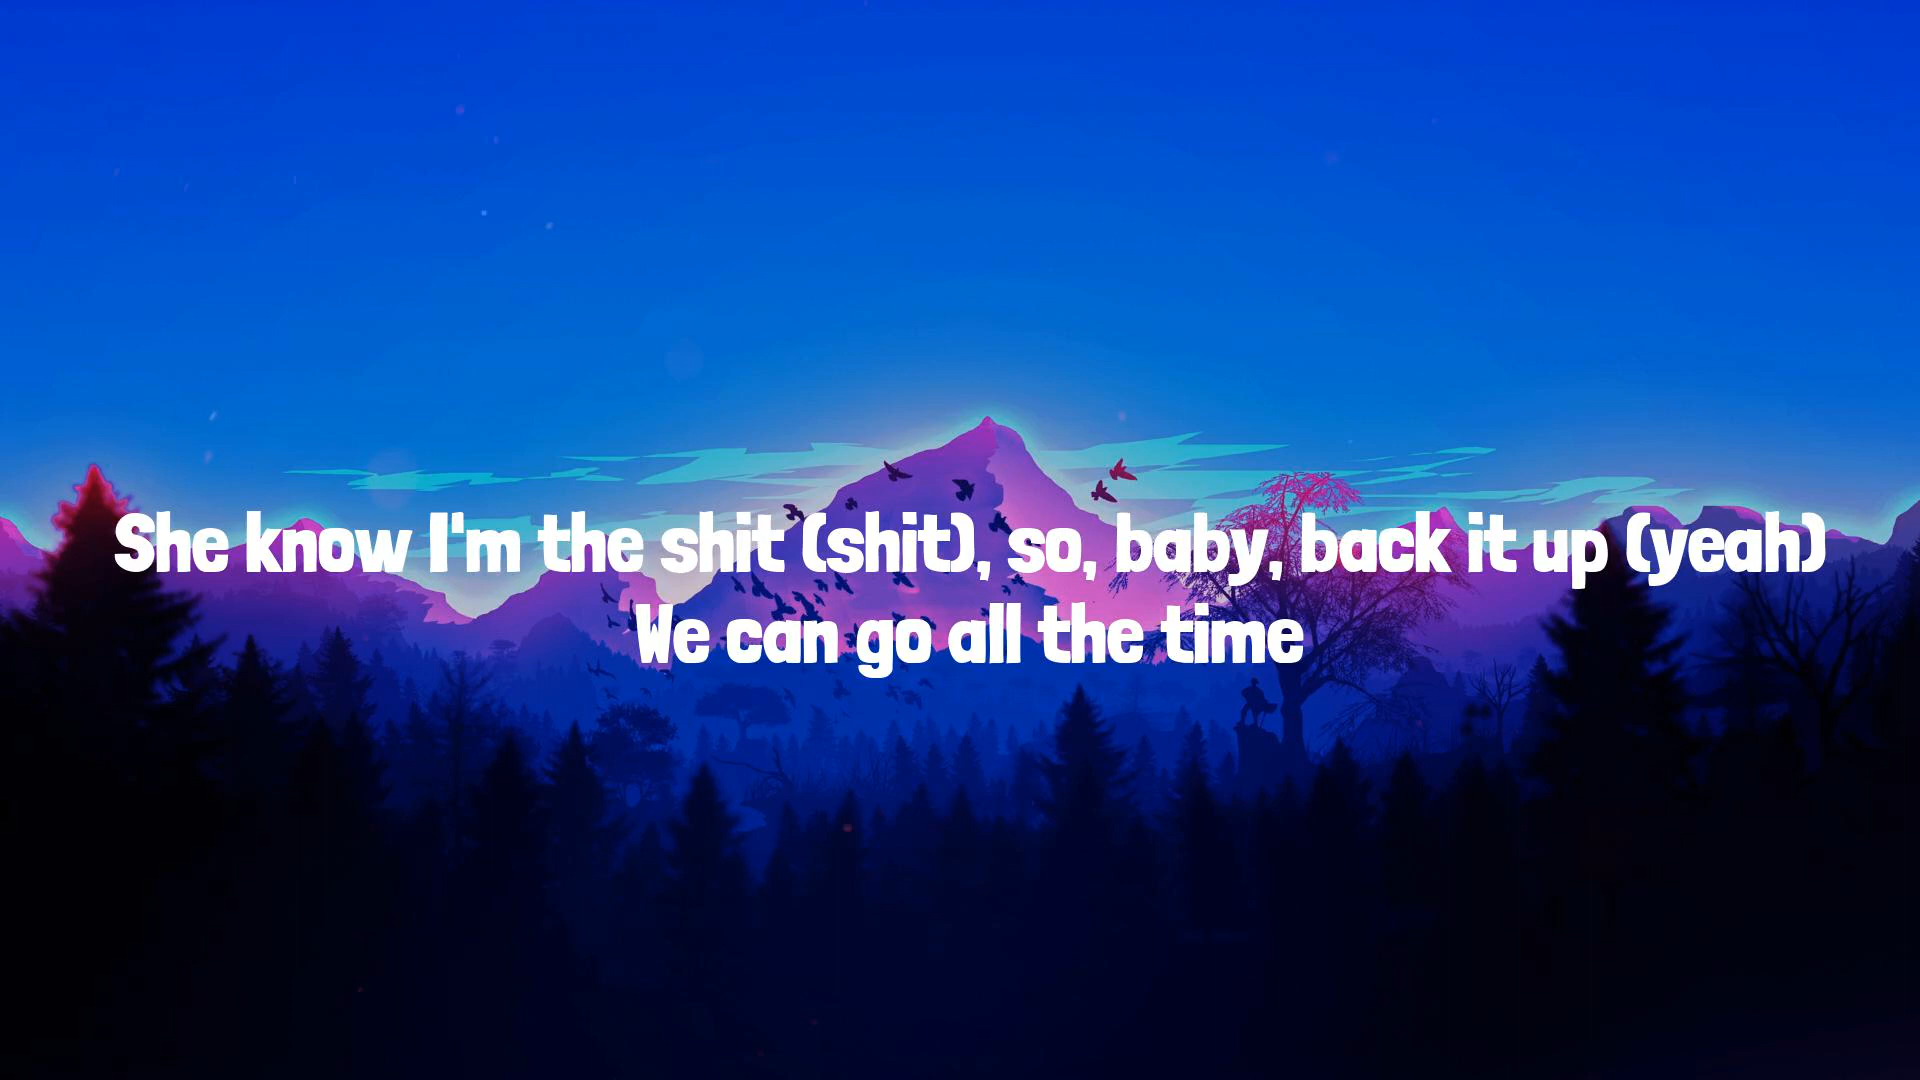 She know I'm the shit (shit), so, baby, back it up (yeah)
We can go all the time